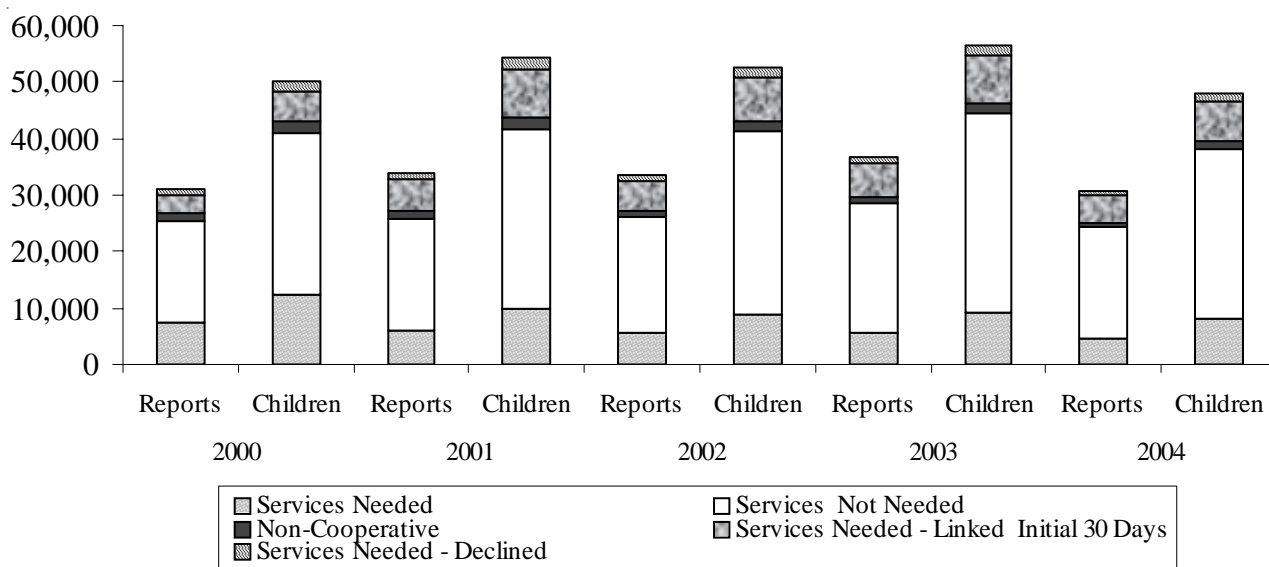 60,000
50,000
40,000
30,000
20,000
10,000
0
Reports Children Reports Children Reports Children Reports Children Reports Children
2000 2001 2002 2003 2004
Services Needed Services Not Needed
Non-Cooperative Services Needed - Linked Initial 30 Days
Services Needed - Declined